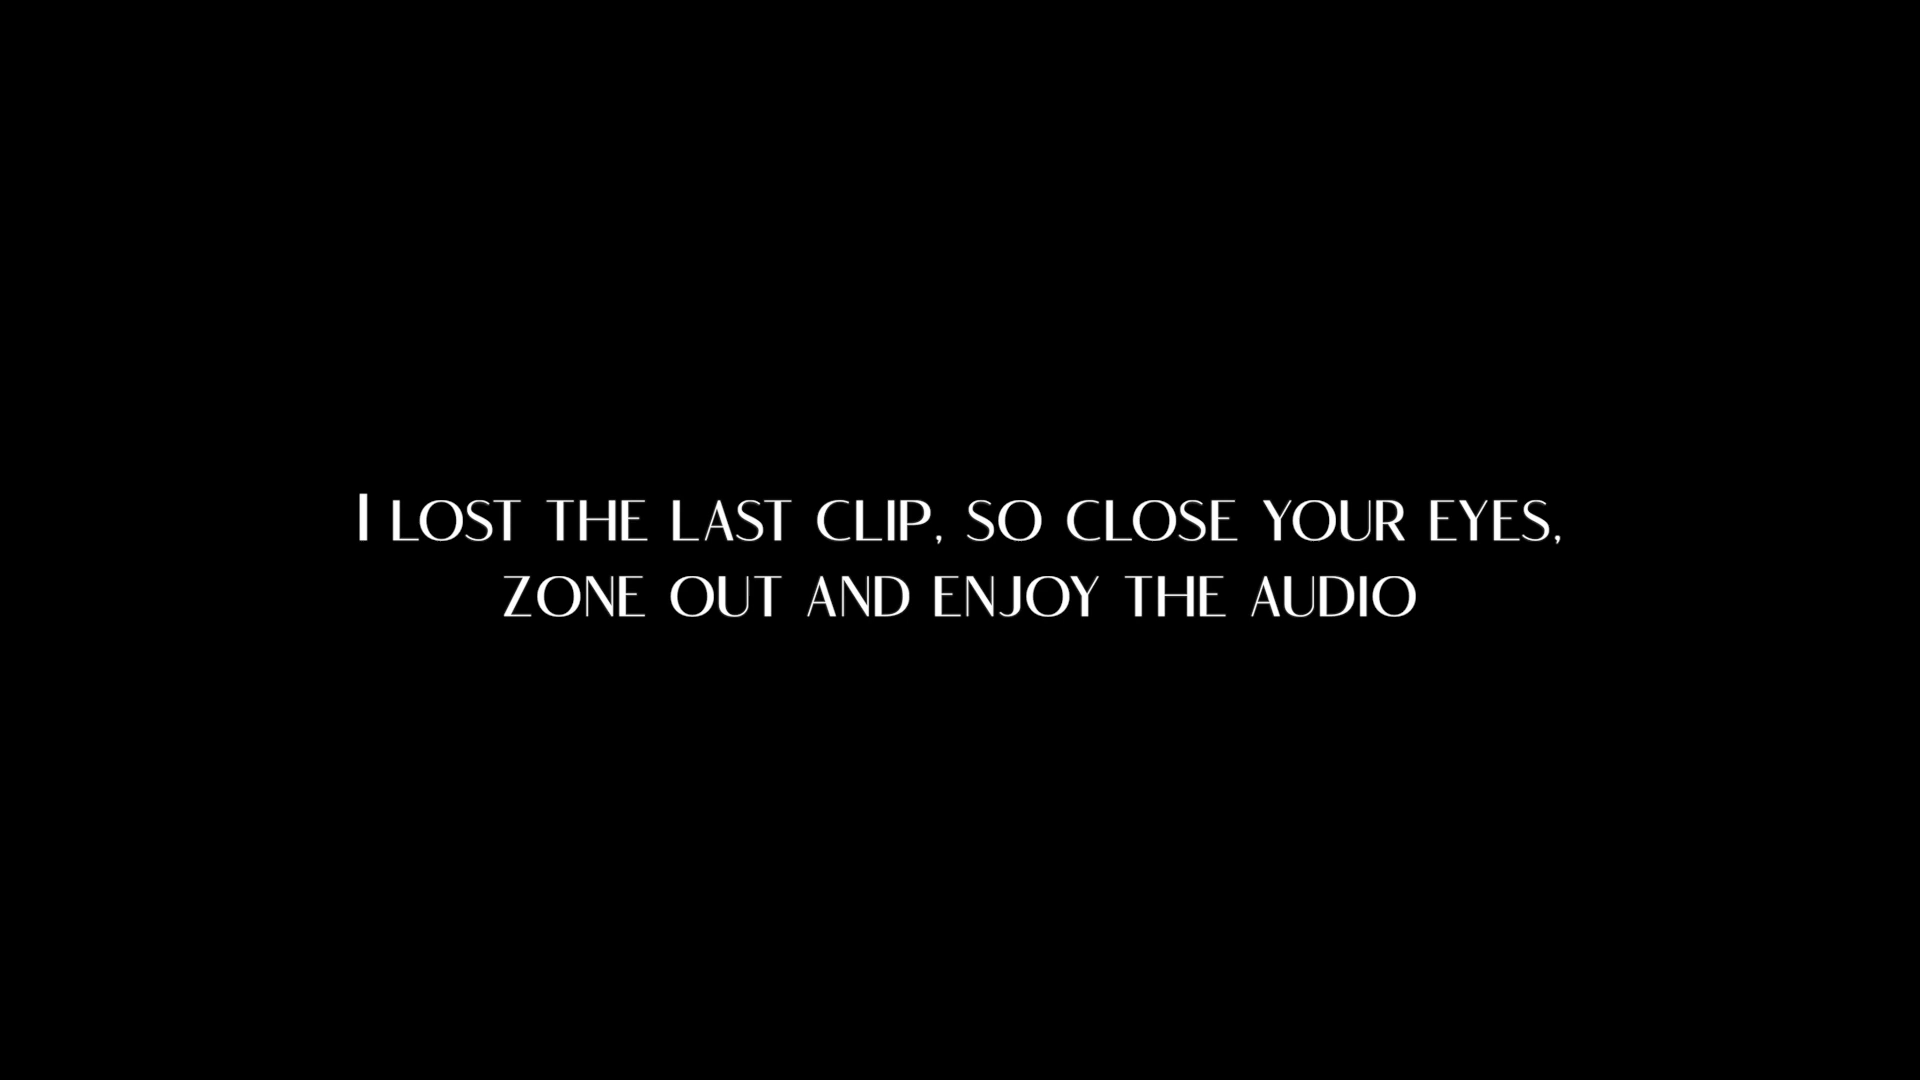 I LOST THE LAST CLIP, SO CLOSE YOUR EYES,
ZONE OUT AND ENJOY THE AUDIO